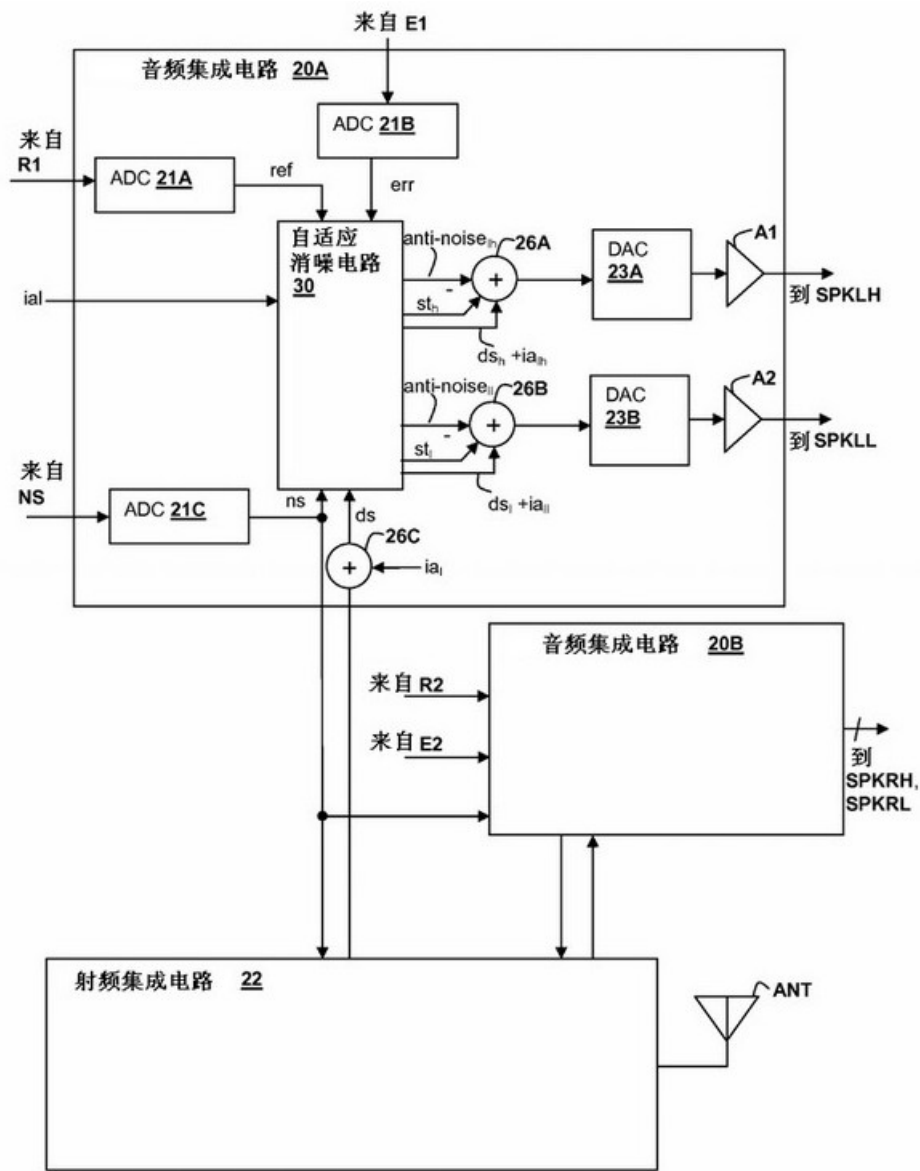 来自 E1
音频集成电路 20A
ADC 21B
来自
R1
ADC 21A
ref
err
自适应
消噪电路
30
anti-noiselh
26A
DAC
23A
A1
到 SPKLH
ial
sth
dsh +ialh
anti-noisell
26B
DAC
23B
A2
到 SPKLL
stl
dsl +iall
来自
NS
ADC 21C
ns
ds
26C
ial
音频集成电路 20B
来自 R2
来自 E2
到
SPKRH,
SPKRL
射频集成电路 22
ANT